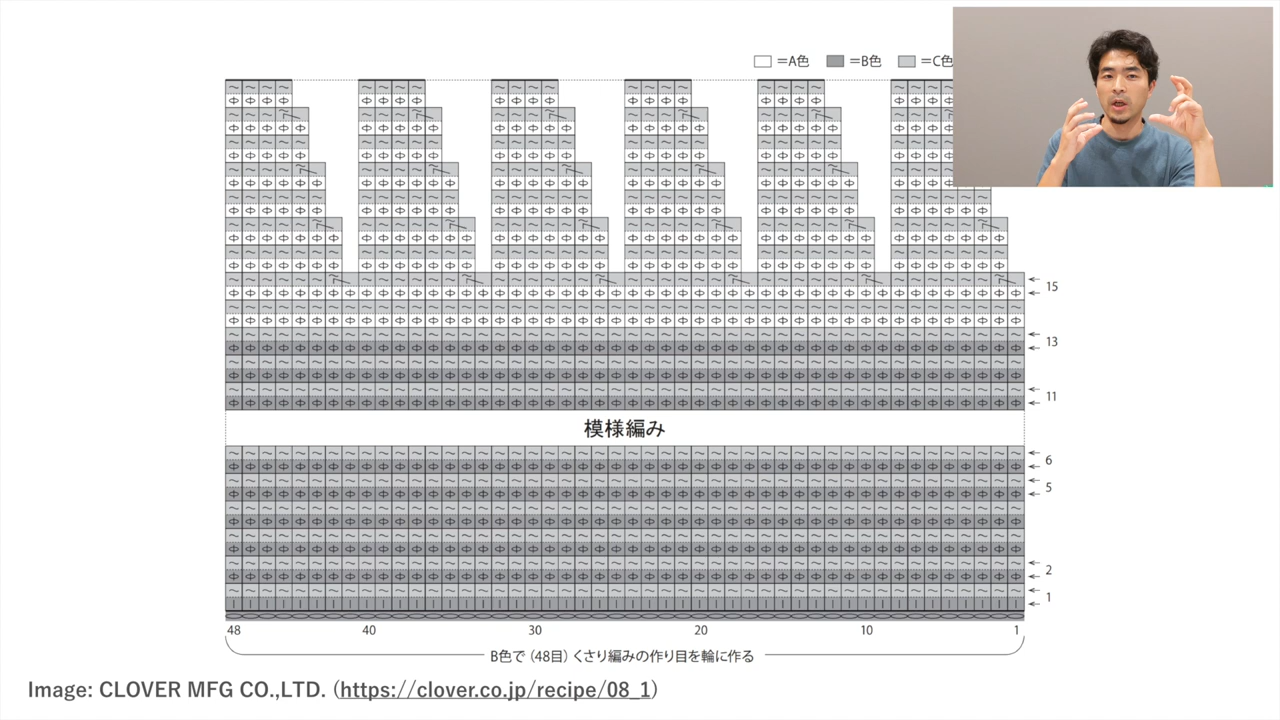 =A色 =B色 =C色
15
13
11
模様編み
6
5
2
1
48 40 30 20 10 1
B色で（48目）くさり編みの作り目を輪に作る
Image: CLOVER MFG CO.,LTD. (https://clover.co.jp/recipe/08_1)